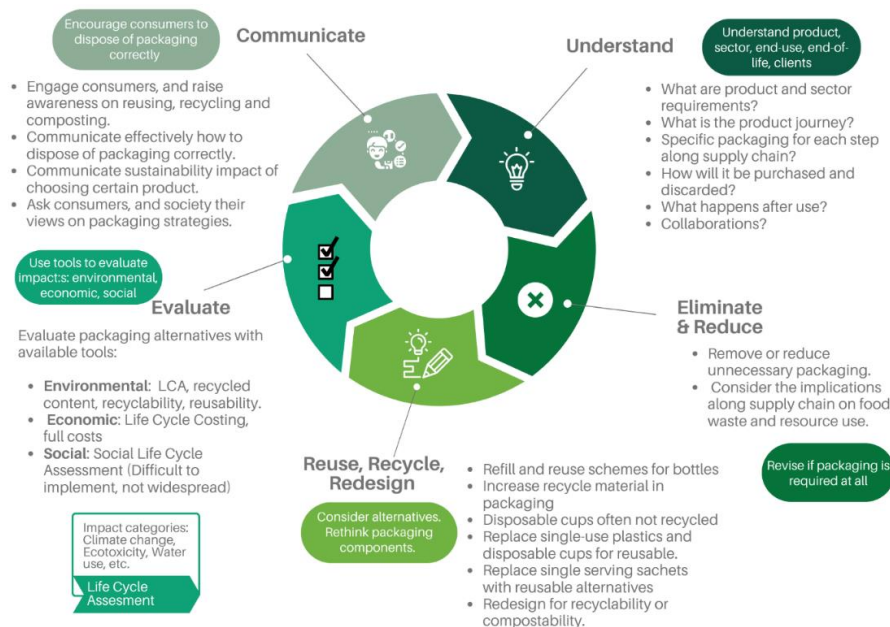 Encourage consumers to
dispose of packaging
correctly
Communicate
• Engage consumers, and raise
awareness on reusing, recycling and
composting.
• Communicate effectively how to
dispose of packaging correctly.
• Communicate sustainability impact of
choosing certain product.
• Ask consumers, and society their
views on packaging strategies.
Understand
Understand product,
sector, end-use, end-of-
life, clients
• What are product and sector
requirements?
• What is the product journey?
• Specific packaging for each step
along supply chain?
• How will it be purchased and
discarded?
• What happens after use?
• Collaborations?
Eliminate
& Reduce
• Remove or reduce
unnecessary packaging.
• Consider the implications
along supply chain on food
waste and resource use.
Revise if packaging is
required at all
Reuse, Recycle,
Redesign
Consider alternatives.
Rethink packaging
components.
• Refill and reuse schemes for bottles
• Increase recycle material in
packaging
• Disposable cups often not recycled
• Replace single-use plastics and
disposable cups for reusable.
• Replace single serving sachets
with reusable alternatives
• Redesign for recyclability or
compostability.
Use tools to evaluate
impact:s: environmental,
economic, social
Evaluate
Evaluate packaging alternatives with
available tools:
• Environmental: LCA, recycled
content, recyclability, reusability.
• Economic: Life Cycle Costing,
full costs
• Social: Social Life Cycle
Assessment (Difficult to
implement, not widespread)
Impact categories:
Climate change,
Ecotoxicity, Water
use, etc.
Life Cycle
Assesment